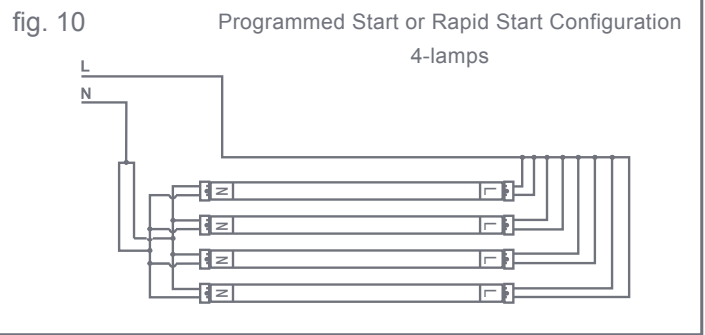 fig. 10
Programmed Start or Rapid Start Configuration
4-lamps
L
N
N L
N L
N L
N L